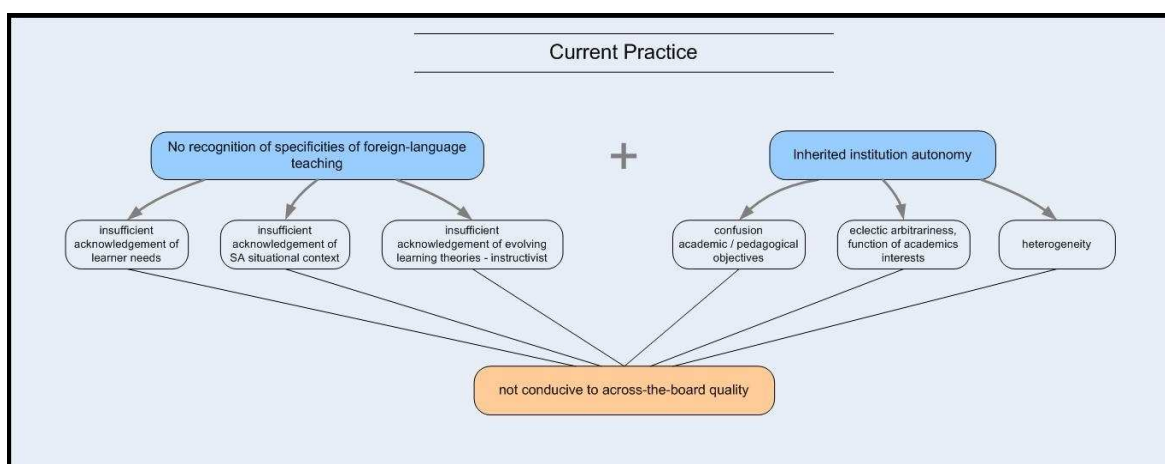 Current Practice
No recognition of specificities of foreign-language
teaching
+
Inherited institution autonomy
insufficient
acknowledgement of
learner needs
insufficient
acknowledgement of
SA situational context
insufficient
acknowledgement of evolving
learning theories - instructivist
confusion
academic / pedagogical
objectives
eclectic arbitrariness,
function of academics
interests
heterogeneity
not conducive to across-the-board quality